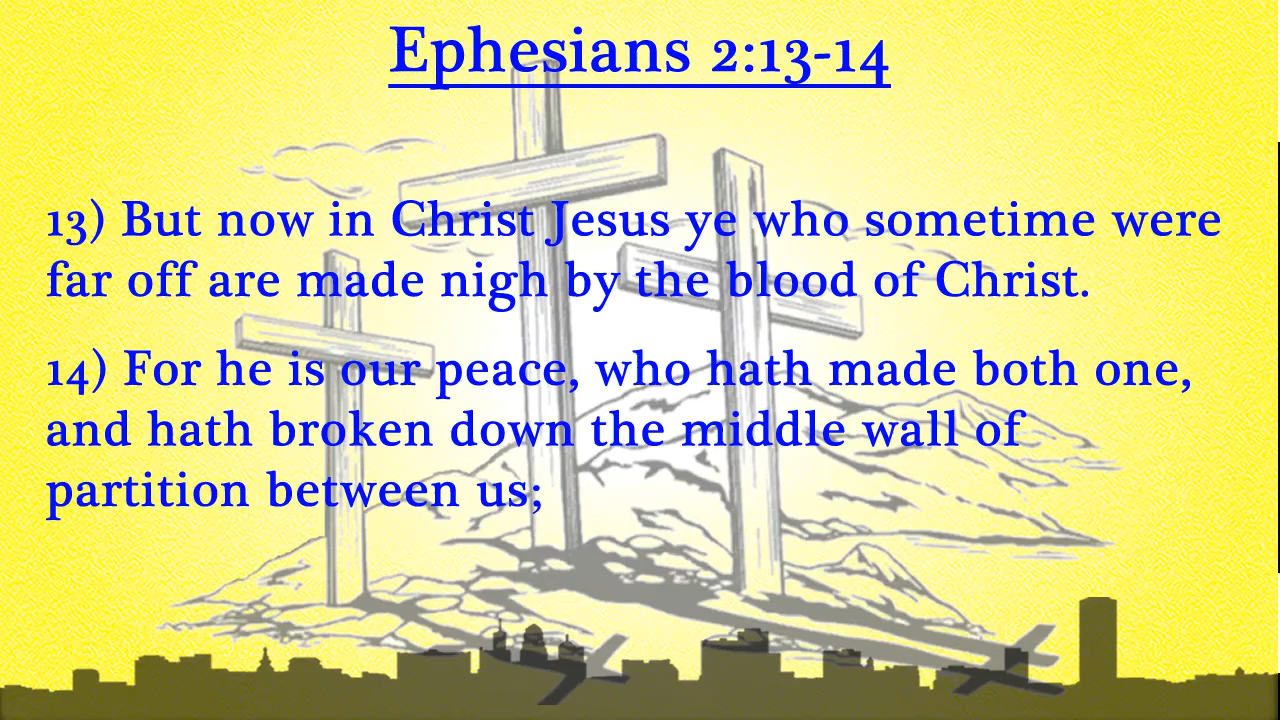 Ephesians 2:13-14
13) But now in Christ Jesus ye who sometime were
far off are made nigh by the blood of Christ.
14) For he is our peace, who hath made both one,
and hath broken down the middle wall of
partition between us;